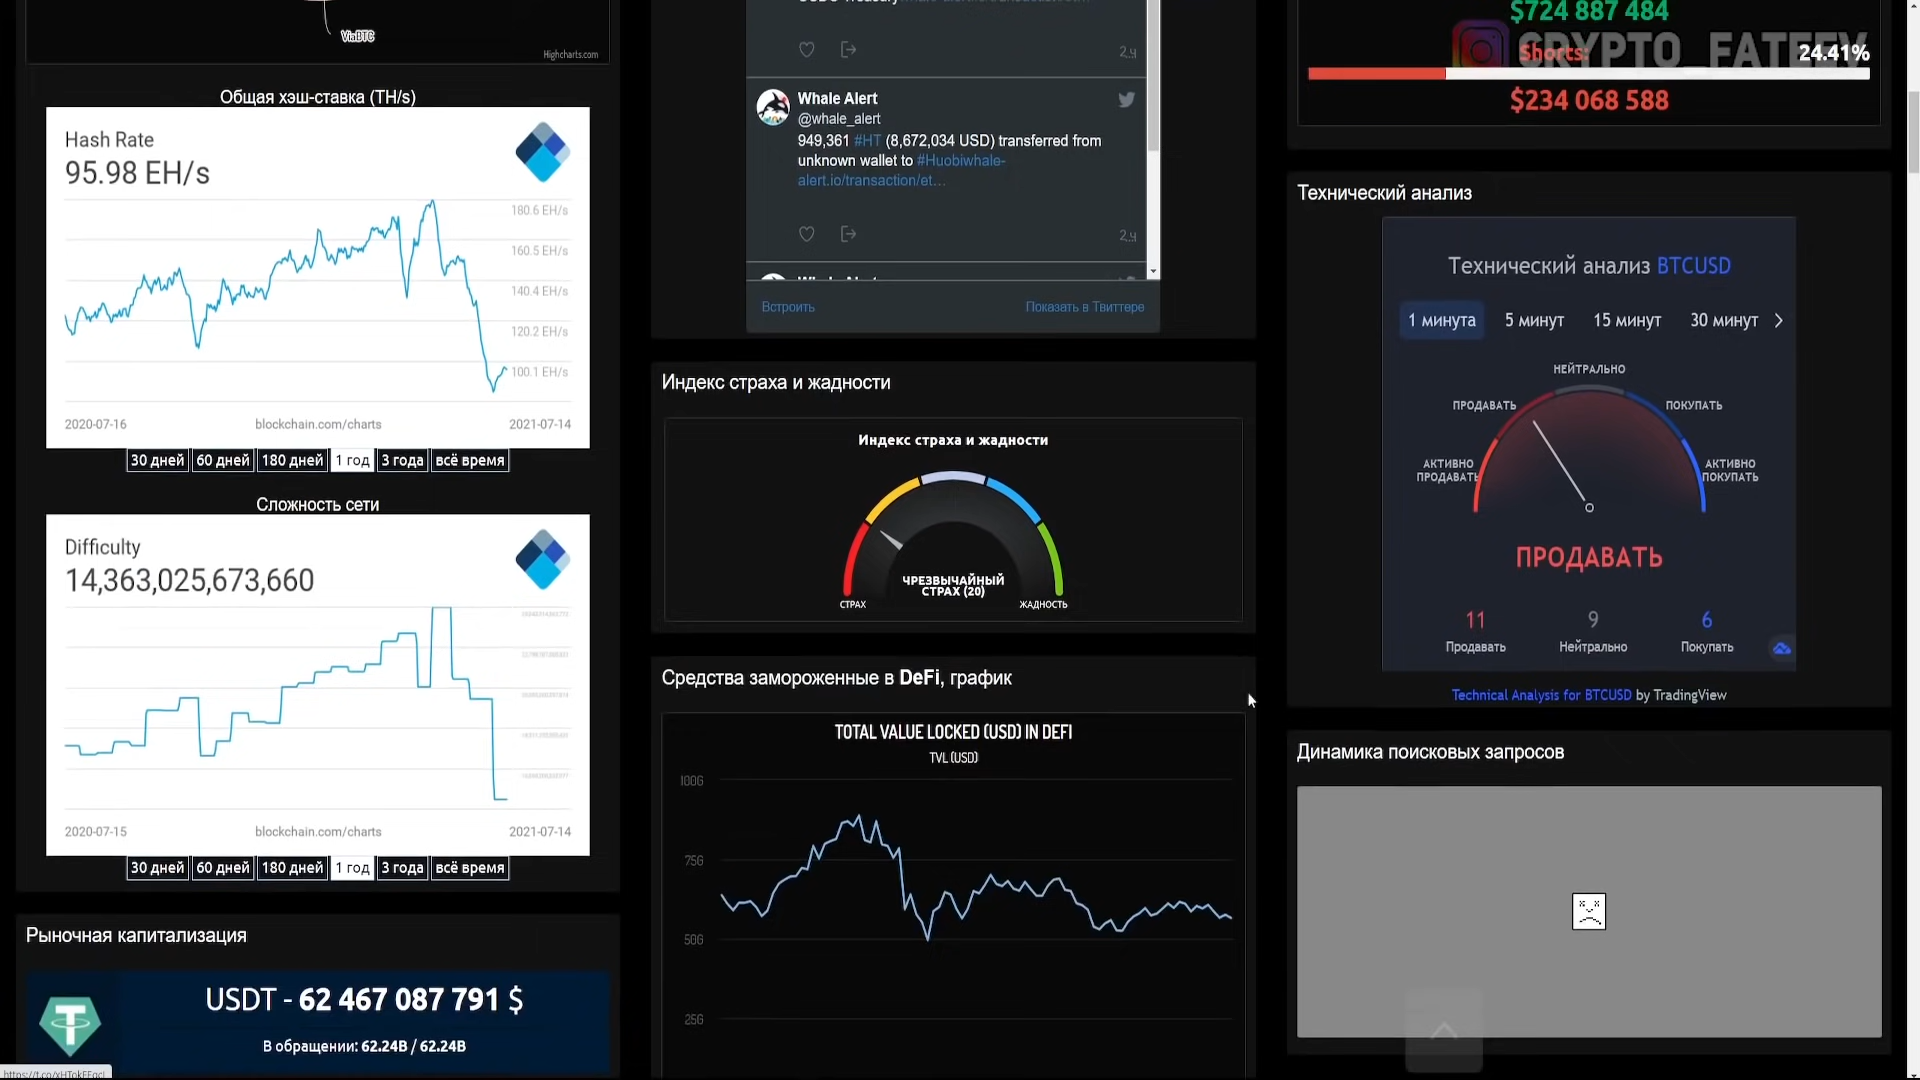 ViaBTC
Highcharts.com
Общая хэш-ставка (TH/s)
Hash Rate
95.98 EH/s
180.6 EH/s
160.5 EH/s
140.4 EH/s
120.2 EH/s
100.1 EH/s
2020-07-16
blockchain.com/charts
2021-07-14
30 дней
60 дней
180 дней
1 год
3 года
всё время
Сложность сети
Difficulty
14,363,025,673,660
2020-07-15
blockchain.com/charts
2021-07-14
30 дней
60 дней
180 дней
1 год
3 года
всё время
Рыночная капитализация
USDT - 62 467 087 791 $
В обращении: 62.24B / 62.24B
2ч
Whale Alert
@whale_alert
949,361 #HT (8,672,034 USD) transferred from
unknown wallet to #Huobiwhale-
alert.io/transaction/et…
2ч
Встроить
Показать в Твиттере
Индекс страха и жадности
Индекс страха и жадности
ЧРЕЗВЫЧАЙНЫЙ
СТРАХ (20)
СТРАХ
ЖАДНОСТЬ
Средства замороженные в DeFi, график
TOTAL VALUE LOCKED (USD) IN DEFI
TVL (USD)
100G
75G
50G
25G
$724 887 484
CRYPTO_FATEEV
Shorts:
24.41%
$234 068 588
Технический анализ
Технический анализ BTCUSD
1 минута
5 минут
15 минут
30 минут
НЕЙТРАЛЬНО
ПРОДАВАТЬ
ПОКУПАТЬ
АКТИВНО
ПРОДАВАТЬ
АКТИВНО
ПОКУПАТЬ
ПРОДАВАТЬ
11
9
6
Продавать
Нейтрально
Покупать
Technical Analysis for BTCUSD by TradingView
Динамика поисковых запросов